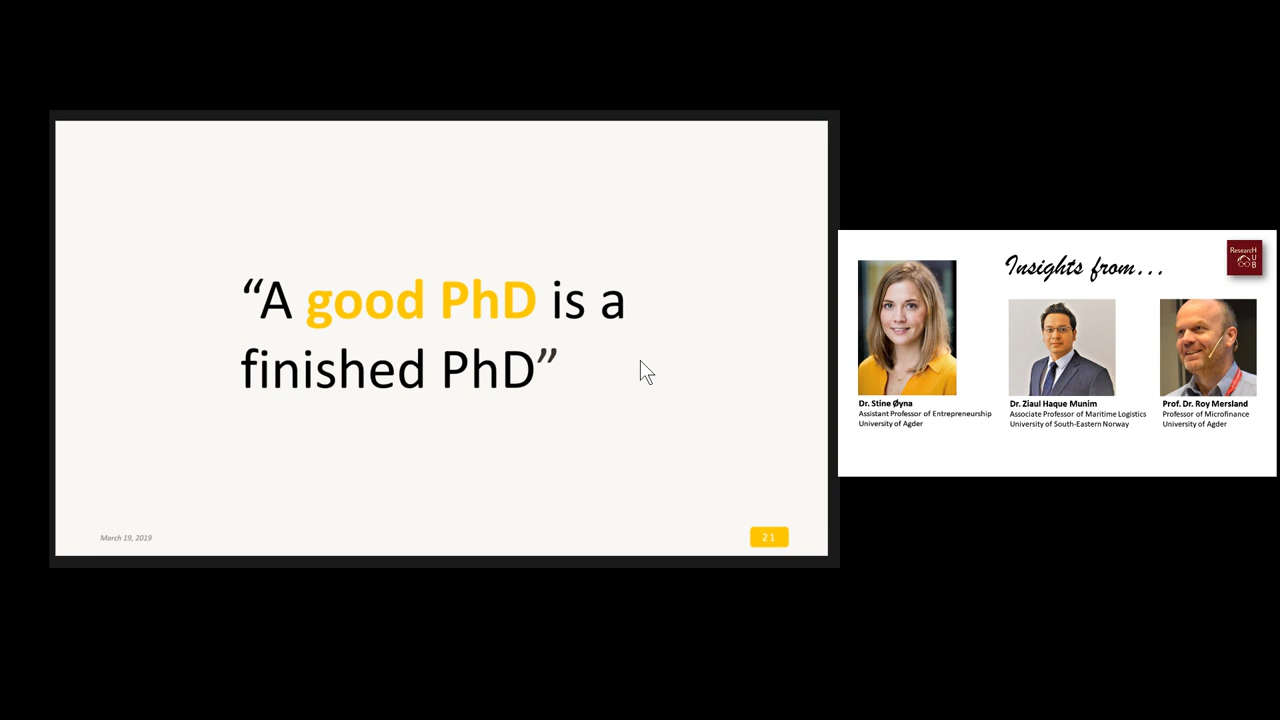 “A good PhD is a
finished PhD”
March 19, 2019
21
Insights from...
ResearcH
U
B
Dr. Stine Øyna
Assistant Professor of Entrepreneurship
University of Agder
Dr. Ziaul Haque Munim
Associate Professor of Maritime Logistics
University of South-Eastern Norway
Prof. Dr. Roy Mersland
Professor of Microfinance
University of Agder